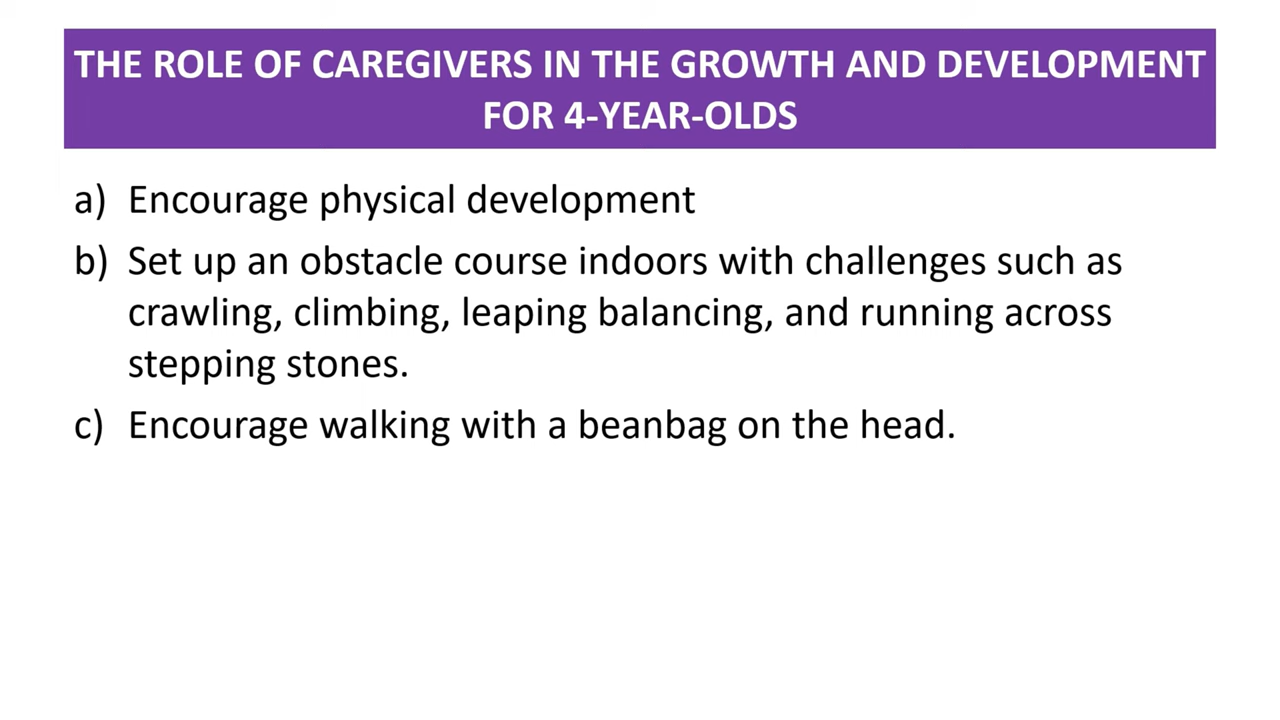 THE ROLE OF CAREGIVERS IN THE GROWTH AND DEVELOPMENT
FOR 4-YEAR-OLDS
a) Encourage physical development
b) Set up an obstacle course indoors with challenges such as
crawling, climbing, leaping balancing, and running across
stepping stones.
c) Encourage walking with a beanbag on the head.